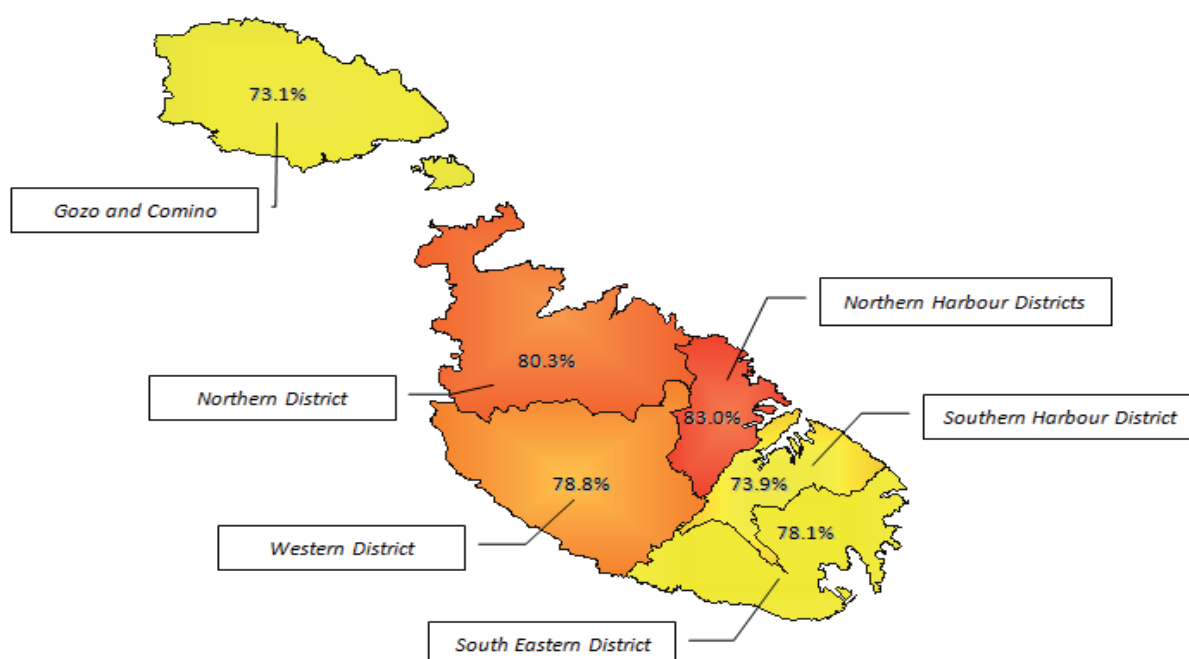 73.1%
Gozo and Comino
Northern Harbour Districts
80.3%
Northern District
83.0%
Southern Harbour District
78.8%
73.9%
78.1%
Western District
South Eastern District